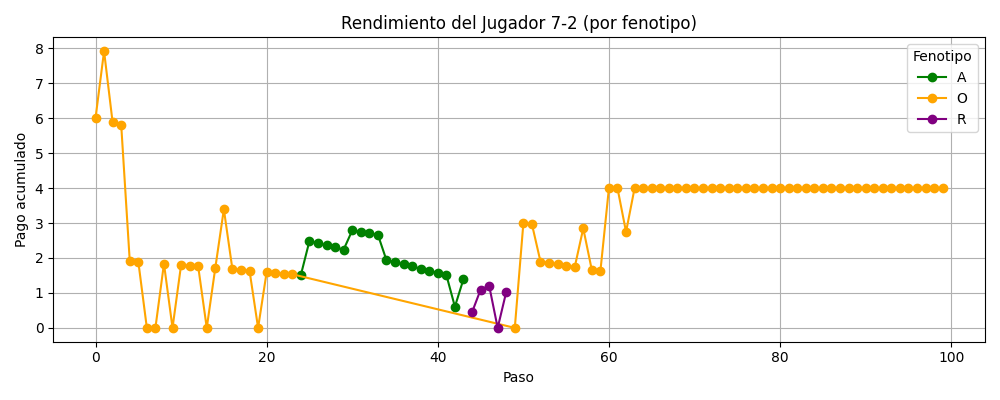 Rendimiento del Jugador 7-2 (por fenotipo)
Pago acumulado
8
7
6
5
4
3
2
1
0
Fenotipo
A
O
R
0 20 40 60 80 100
Paso